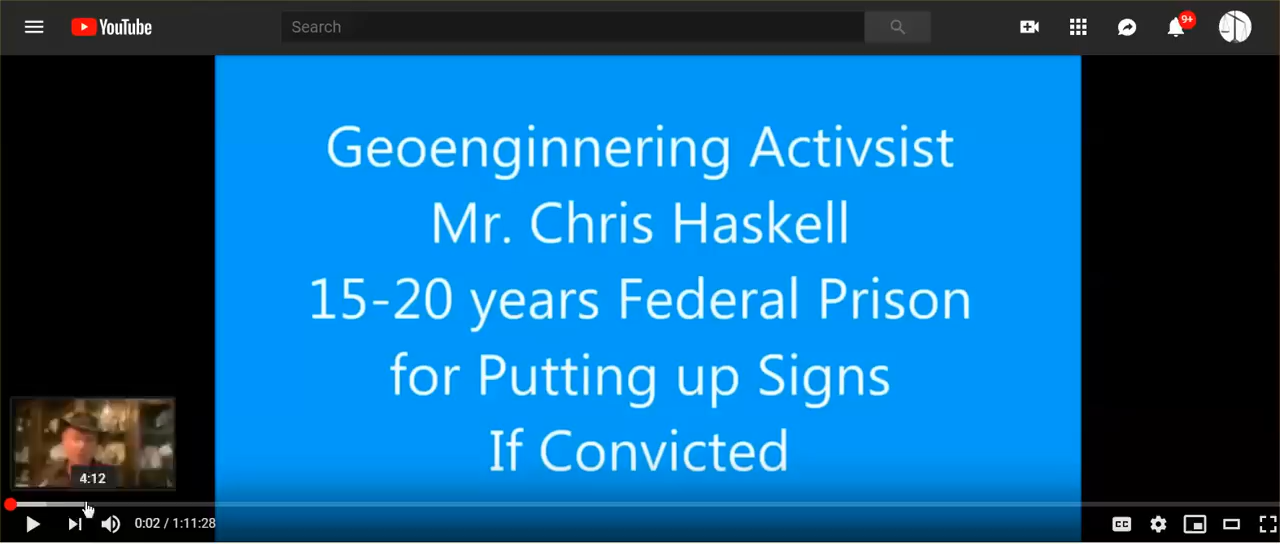 YouTube
Search
9+
Geoenginnering Activsist
Mr. Chris Haskell
15-20 years Federal Prison
for Putting up Signs
If Convicted
4:12
0:02 / 1:11:28
CC